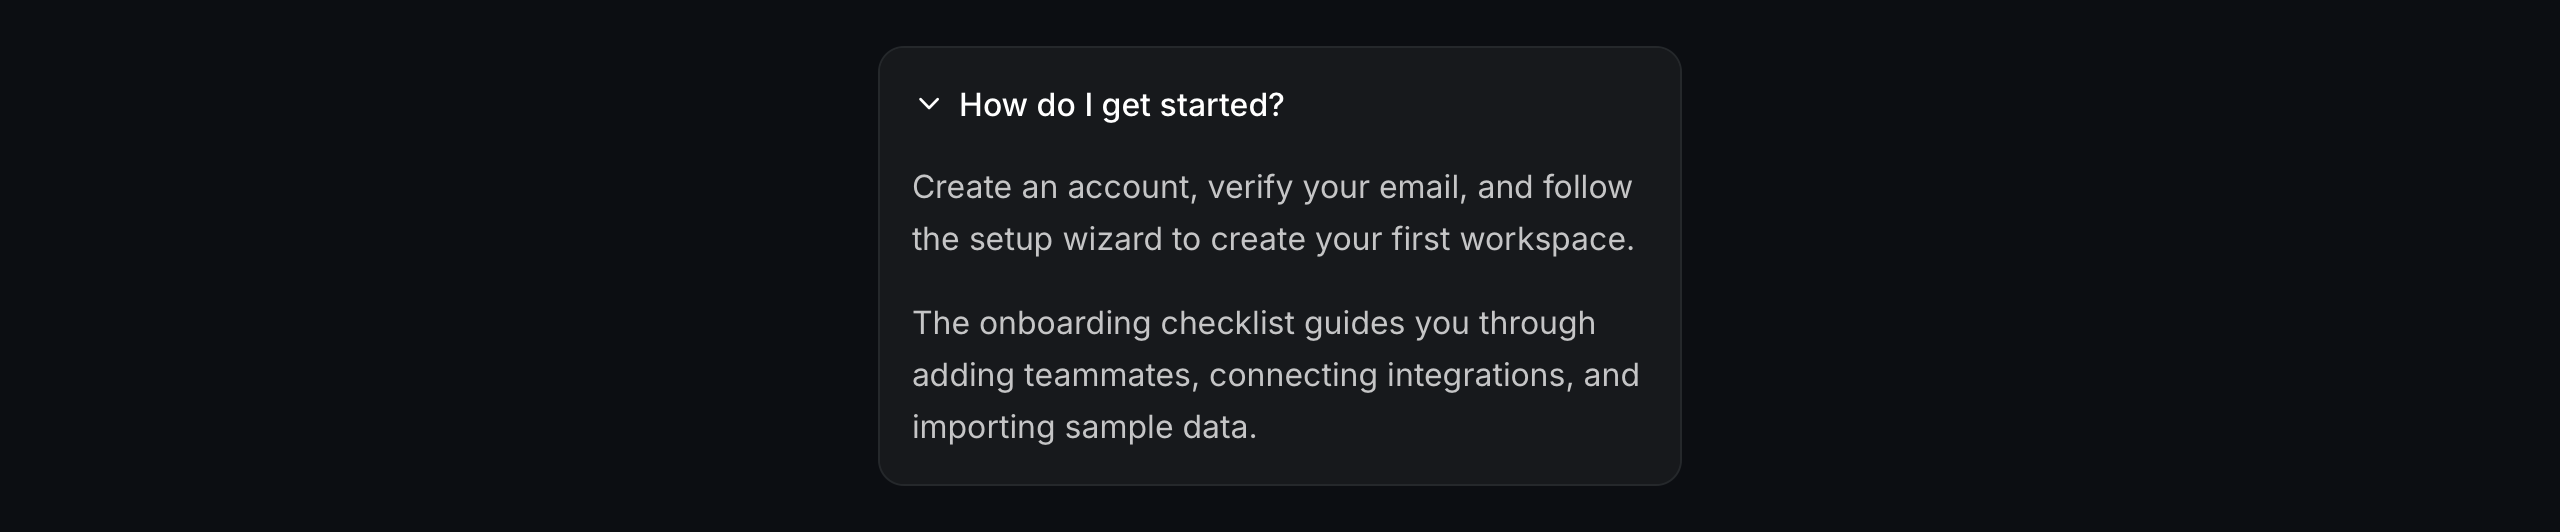 How do I get started?
Create an account, verify your email, and follow
the setup wizard to create your first workspace.
The onboarding checklist guides you through
adding teammates, connecting integrations, and
importing sample data.